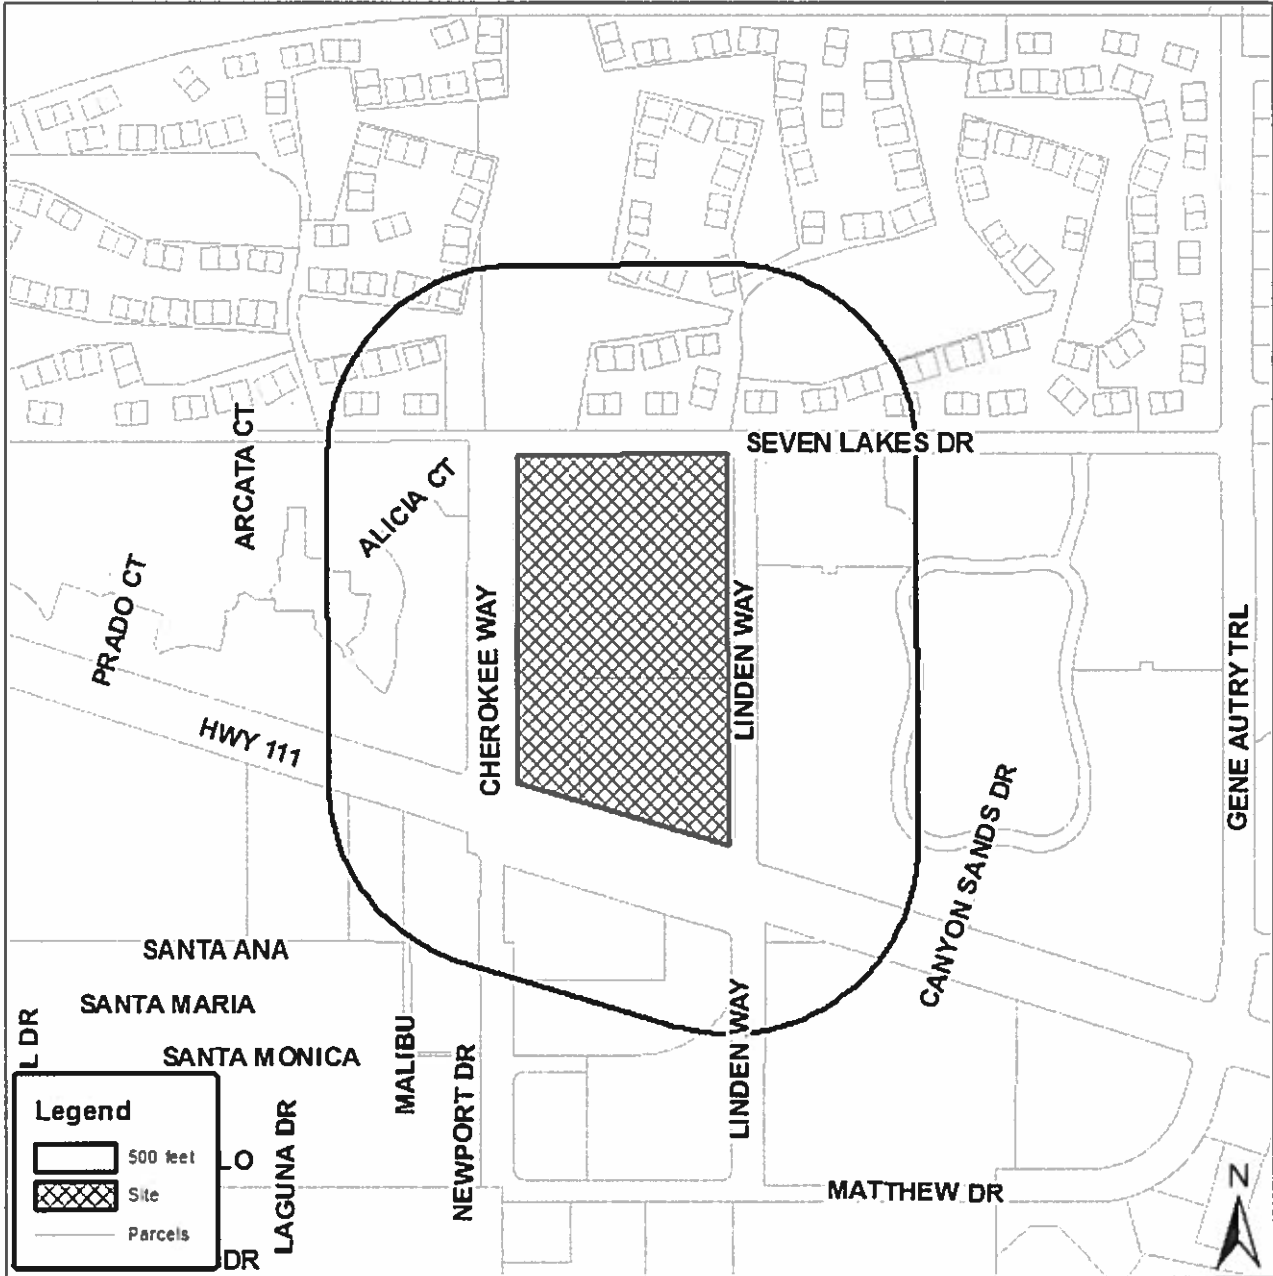 SEVEN LAKES DR
ARCATA CT
ALICIA CT
PRADO CT
CHEROKEE WAY
LINDEN WAY
GENE AUTRY TRL
HWY 111
CANYON SANDS DR
SANTA ANA
SANTA MARIA
L DR
SANTA MONICA
MALIBU
NEWPORT DR
LINDEN WAY
LAGUNA DR
MATTHEW DR
LO
DR
Legend
500 feet
Site
Parcels
N